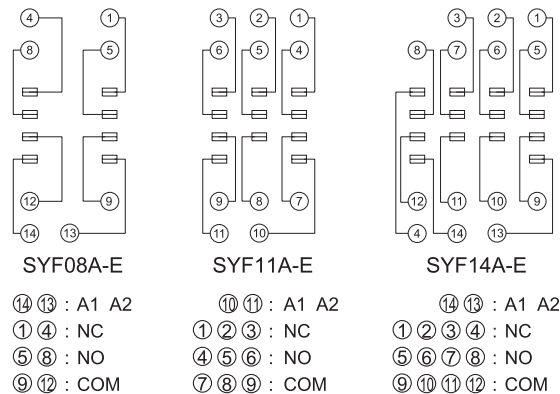 ④ ① ③ ② ① ③ ② ①
⑧ ⑤ ⑥ ⑤ ④ ⑧ ⑦ ⑥ ⑤
⑫ ⑨ ⑨ ⑧ ⑦ ⑫ ⑪ ⑩ ⑨
⑭ ⑬ ⑪ ⑩ ④ ⑭ ⑬
SYF08A-E SYF11A-E SYF14A-E
⑭ ⑬ : A1 A2 ⑩ ⑪ : A1 A2 ⑭ ⑬ : A1 A2
① ④ : NC ① ② ③ : NC ① ② ③ ④ : NC
⑤ ⑧ : NO ④ ⑤ ⑥ : NO ⑤ ⑥ ⑦ ⑧ : NO
⑨ ⑫ : COM ⑦ ⑧ ⑨ : COM ⑨ ⑩ ⑪ ⑫ : COM